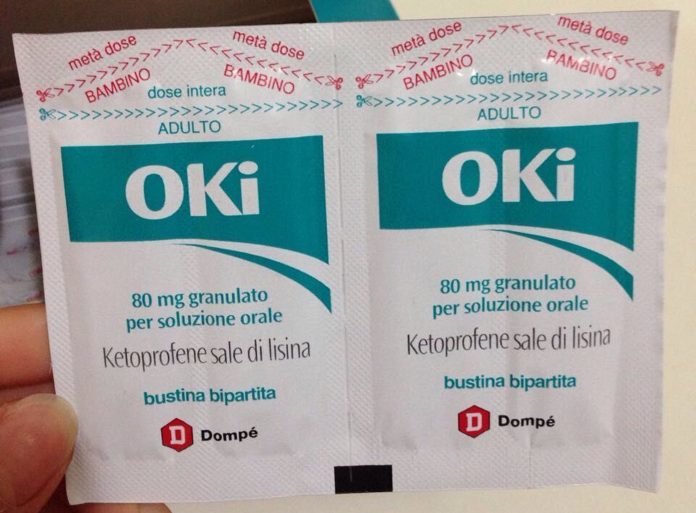 metà dose metà dose
BAMBINO BAMBINO
dose intera
ADULTO
OKi
80 mg granulato
per soluzione orale
Ketoprofene sale di lisina
bustina bipartita
D Dompé
metà dose metà dose
BAMBINO BAMBINO
dose intera
ADULTO
OKi
80 mg granulato
per soluzione orale
Ketoprofene sale di lisina
bustina bipartita
D Dompé